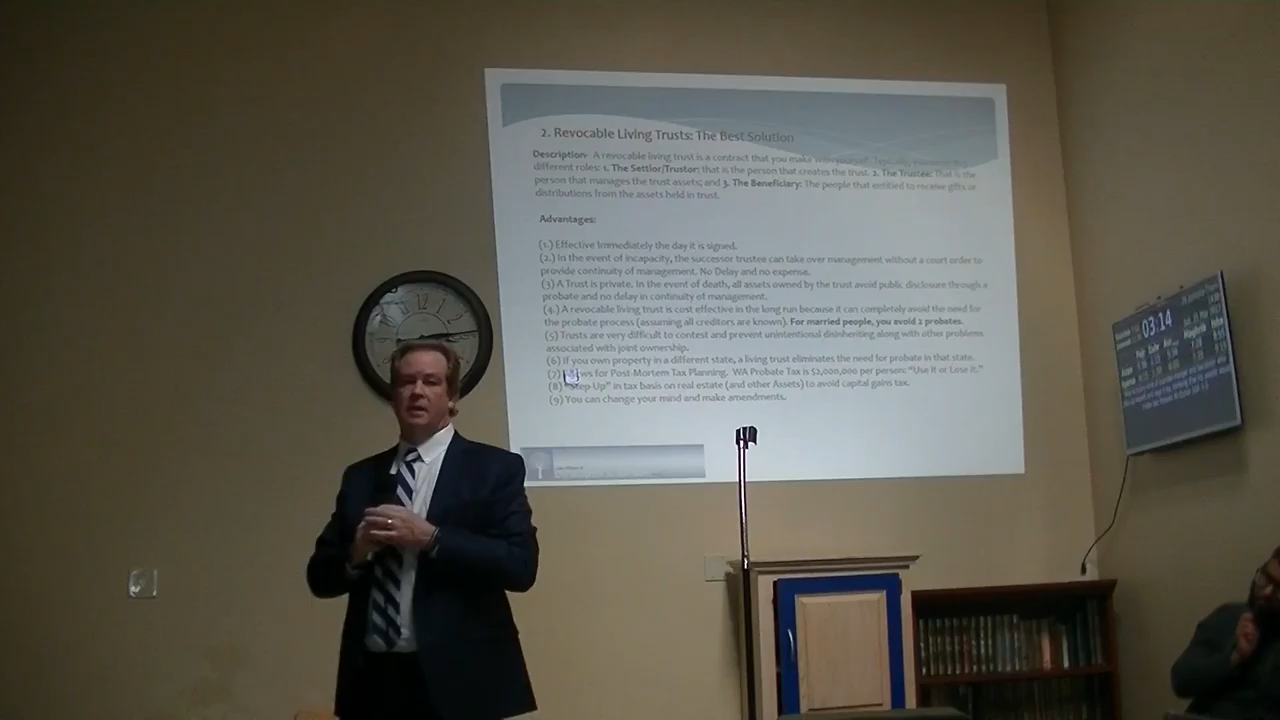 2. Revocable Living Trusts: The Best Solution
Description- A revocable living trust is a contract that you make with yourself. Typically,
different roles: 1. The Settlor/Trustor: that is the person that creates the trust. 2. The Trustee: That is the
person that manages the trust assets; and 3. The Beneficiary: The people that entitled to receive gifts or
distributions from the assets held in trust.
Advantages:
(1.) Effective Immediately the day it is signed.
(2.) In the event of incapacity, the successor trustee can take over management without a court order to
provide continuity of management. No Delay and no expense.
(3) A Trust is private. In the event of death, all assets owned by the trust avoid public disclosure through a
probate and no delay in continuity of management.
(4.) A revocable living trust is cost effective in the long run because it can completely avoid the need for
the probate process (assuming all creditors are known). For married people, you avoid 2 probates.
(5) Trusts are very difficult to contest and prevent unintentional disinheriting along with other problems
associated with joint ownership.
(6) If you own property in a different state, a living trust eliminates the need for probate in that state.
(7) for Post-Mortem Tax Planning. WA Probate Tax is $2,000,000 per person: "Use It or Lose it."
(8) "Step-Up" in tax basis on real estate (and other Assets) to avoid capital gains tax.
(9) You can change your mind and make amendments.
12
1
2
03:14